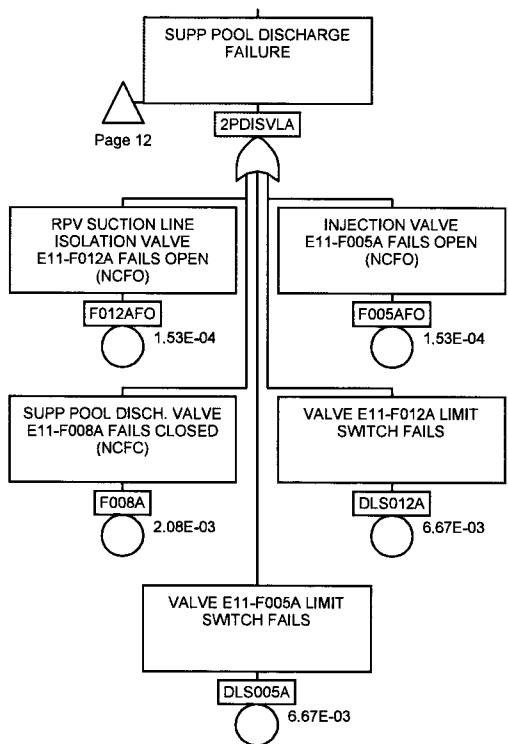 SUPP POOL DISCHARGE
FAILURE
Page 12
2PDISVLA
RPV SUCTION LINE
ISOLATION VALVE
E11-F012A FAILS OPEN
(NCFO)
F012AFO
1.53E-04
INJECTION VALVE
E11-F005A FAILS OPEN
(NCFO)
F005AFO
1.53E-04
SUPP POOL DISCH. VALVE
E11-F008A FAILS CLOSED
(NCFC)
F008A
2.08E-03
VALVE E11-F012A LIMIT
SWITCH FAILS
DLS012A
6.67E-03
VALVE E11-F005A LIMIT
SWITCH FAILS
DLS005A
6.67E-03